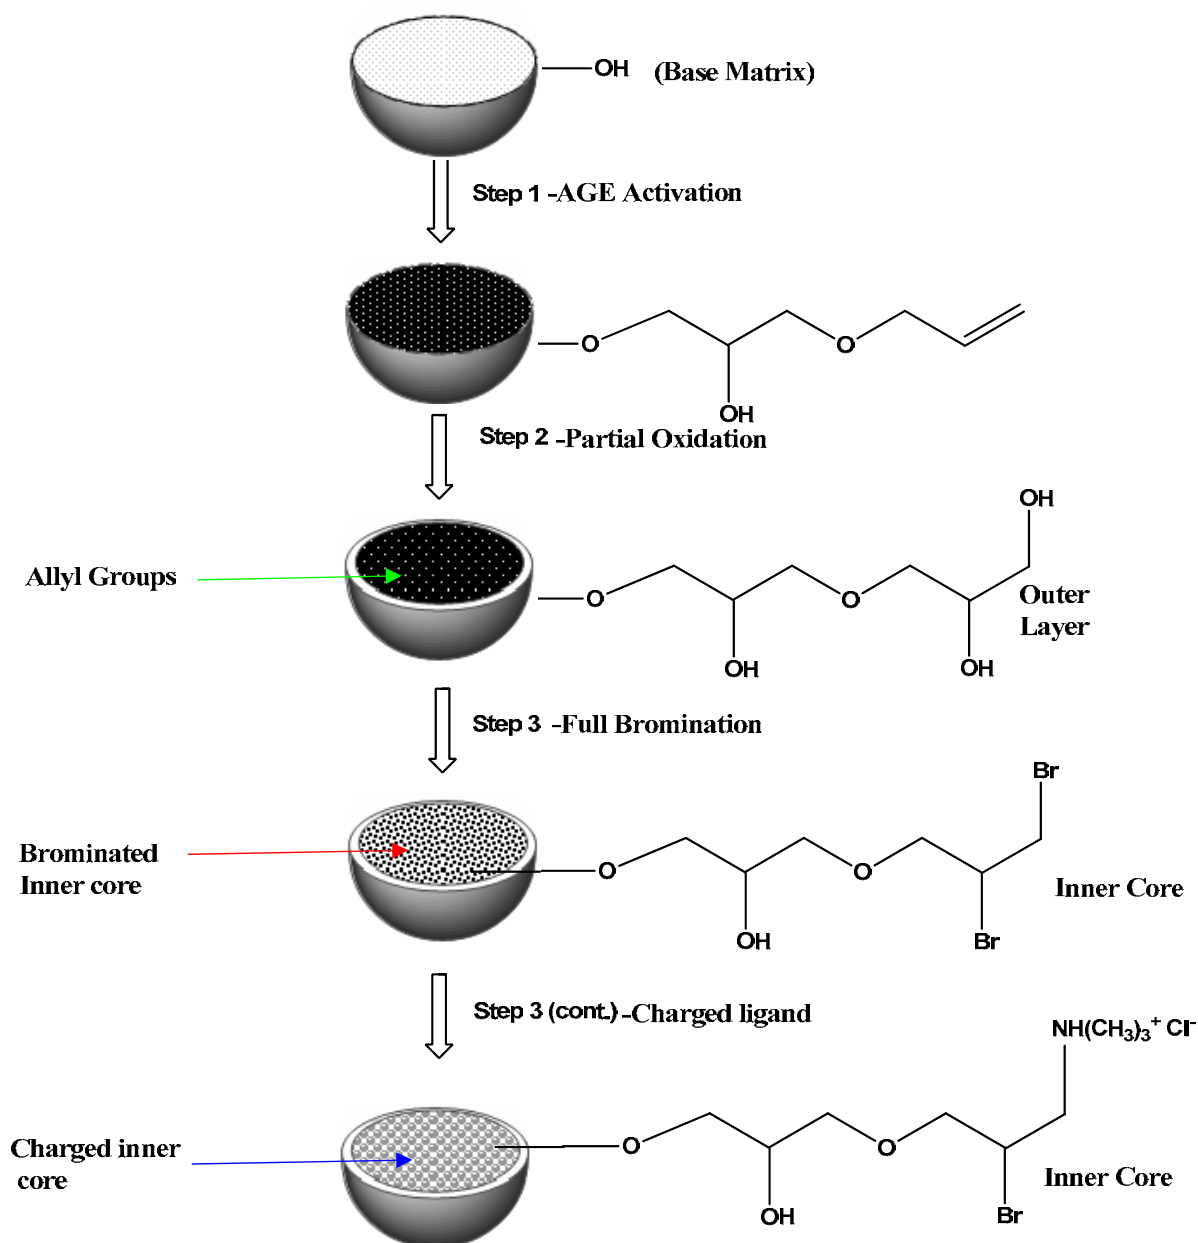 OH (Base Matrix)
Step 1 -AGE Activation
O
O
OH
Step 2 -Partial Oxidation
OH
Allyl Groups
O
O
Outer
Layer
OH
OH
Step 3 -Full Bromination
Br
Brominated
Inner core
O
O
Inner Core
OH
Br
Step 3 (cont.) -Charged ligand
NH(CH₃)₃⁺ Cl⁻
Charged inner
core
O
O
Inner Core
OH
Br